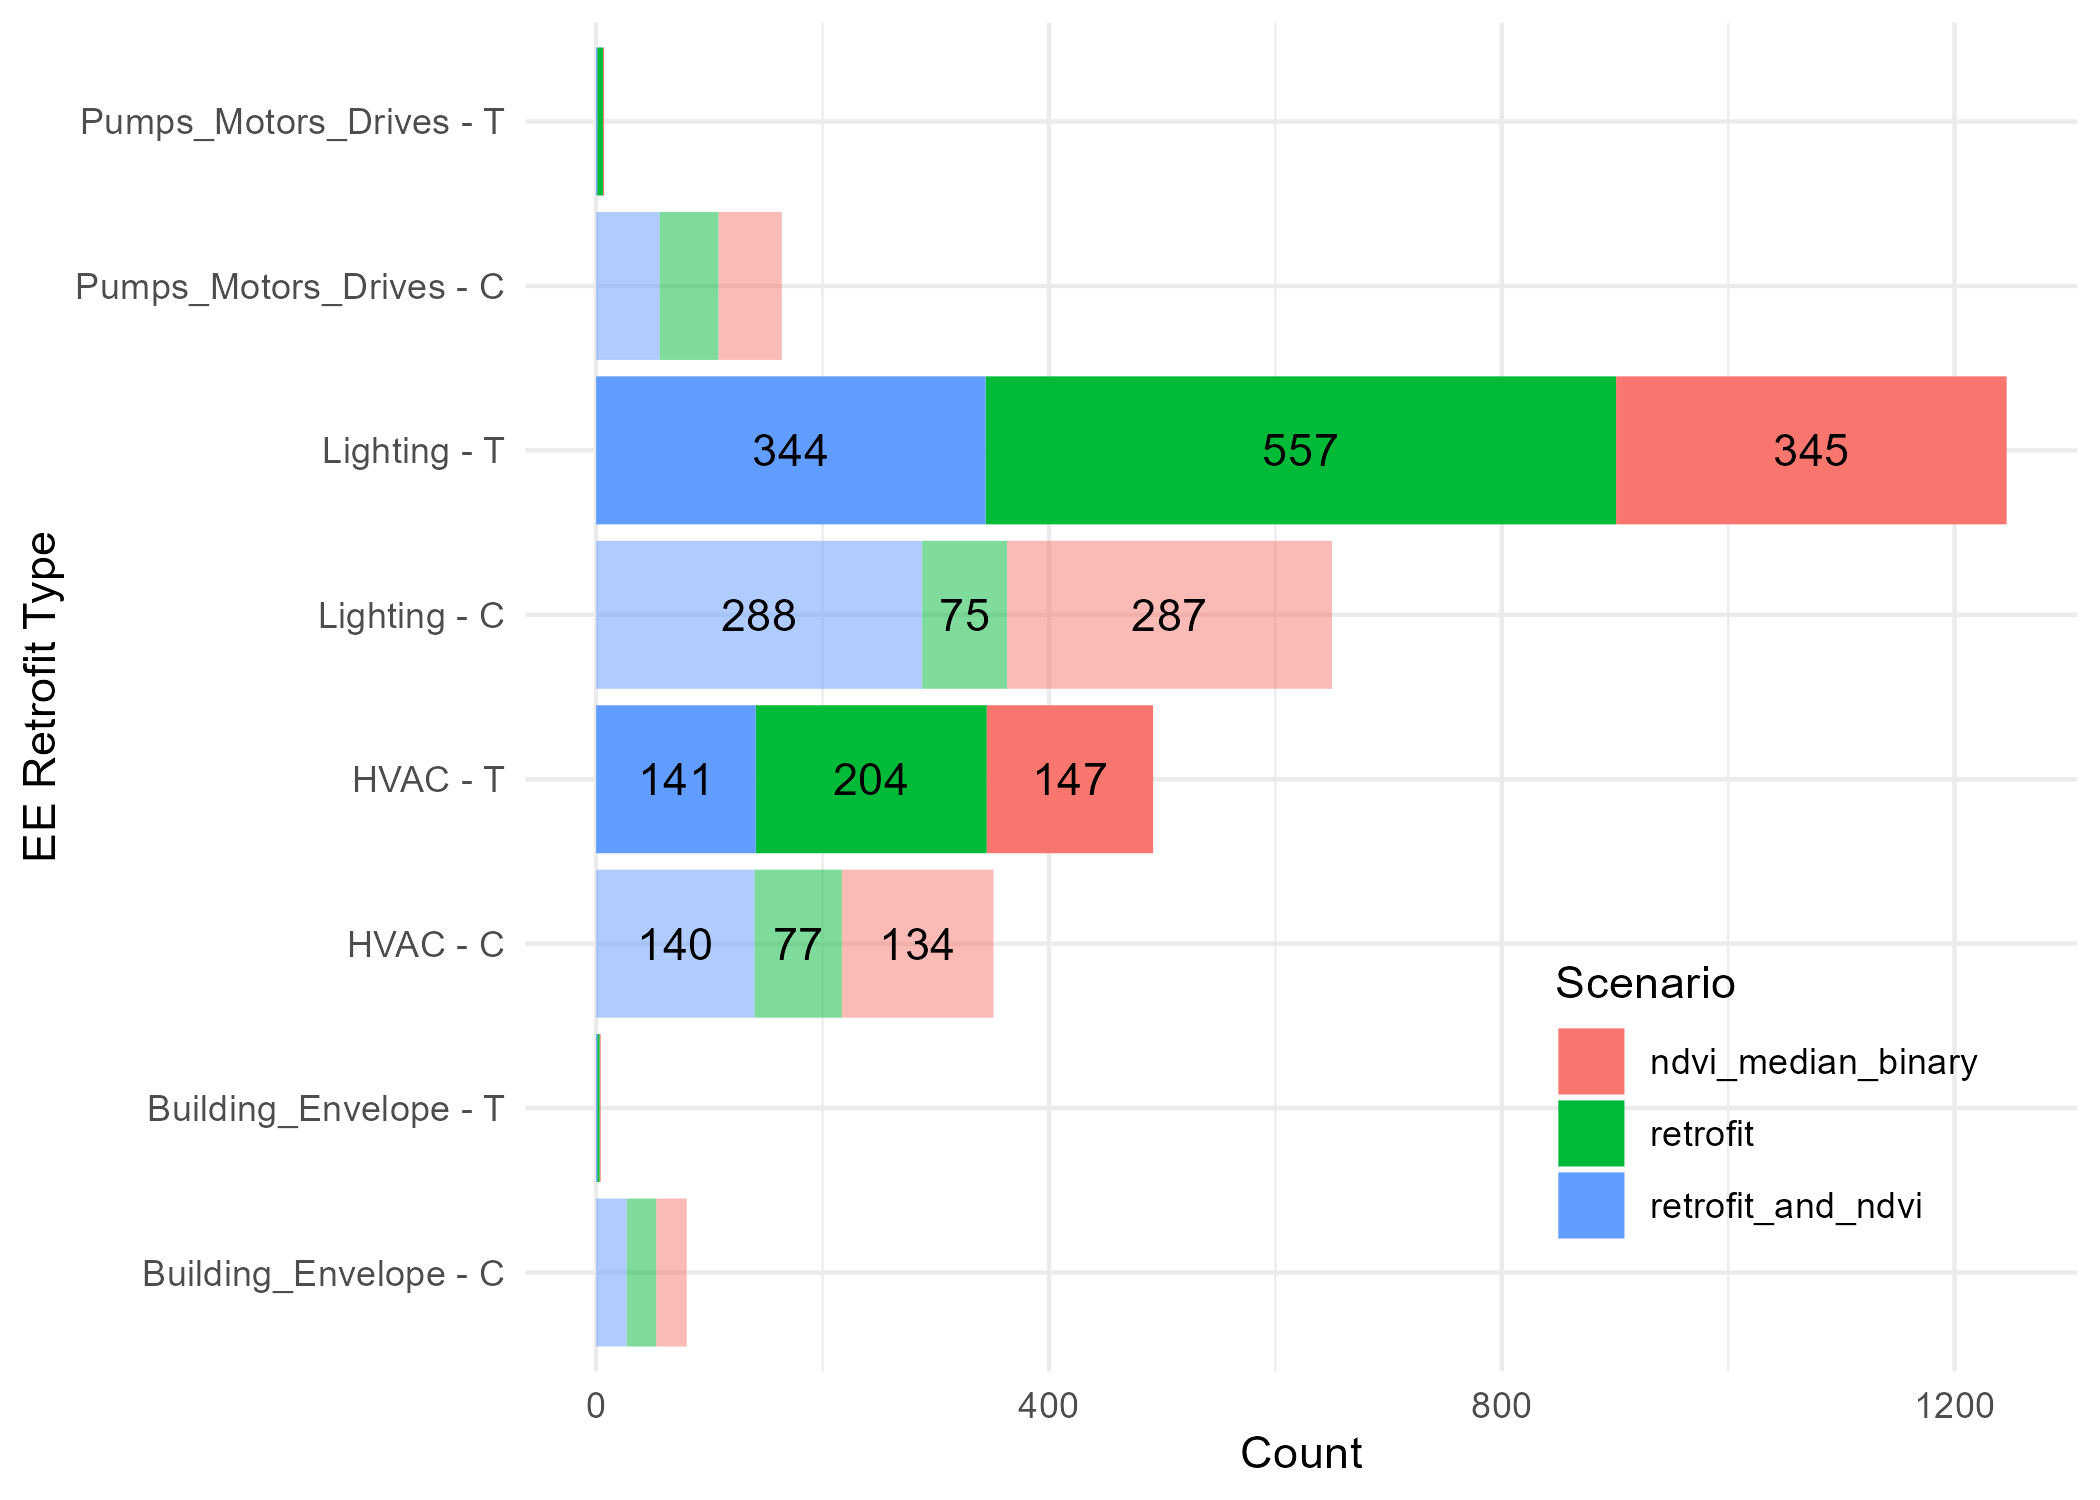 EE Retrofit Type
Pumps_Motors_Drives - T
Pumps_Motors_Drives - C
Lighting - T
344 557 345
Lighting - C
288 75 287
HVAC - T
141 204 147
HVAC - C
140 77 134
Building_Envelope - T
Building_Envelope - C
Scenario
ndvi_median_binary
retrofit
retrofit_and_ndvi
0 400 800 1200
Count